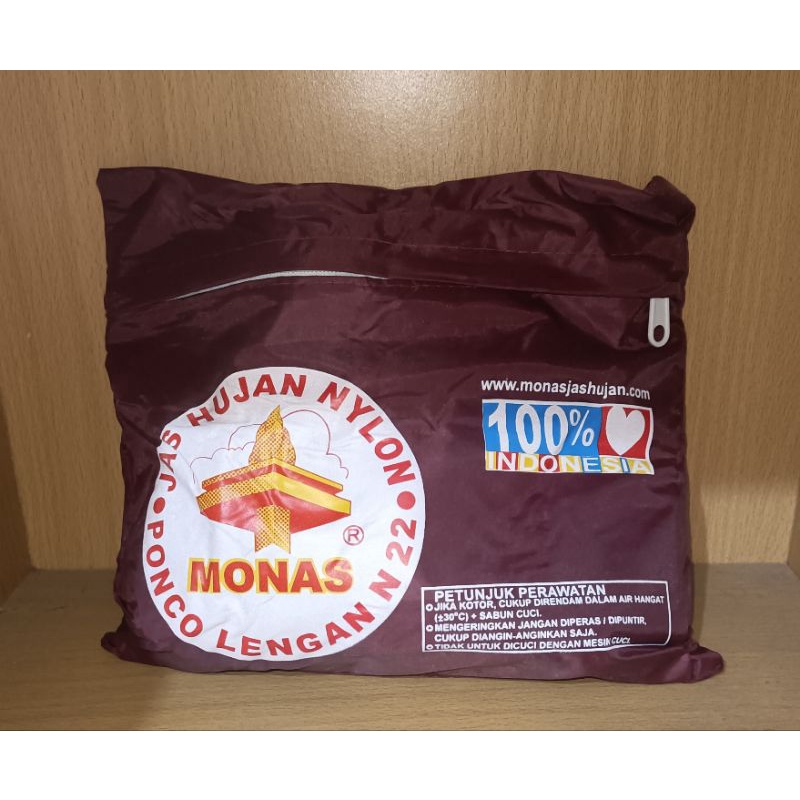 JAS HUJAN NYLON
MONAS
®
PONCO LENGAN N 22
www.monasjashujan.com
100%
INDONESIA
PETUNJUK PERAWATAN
JIKA KOTOR, CUKUP DIRENDAM DALAM AIR HANGAT
(±30°C) + SABUN CUCI.
MENGERINGKAN JANGAN DIPERAS / DIPUNTIR,
CUKUP DIANGIN-ANGINKAN SAJA.
TIDAK UNTUK DICUCI DENGAN MESIN CUCI.